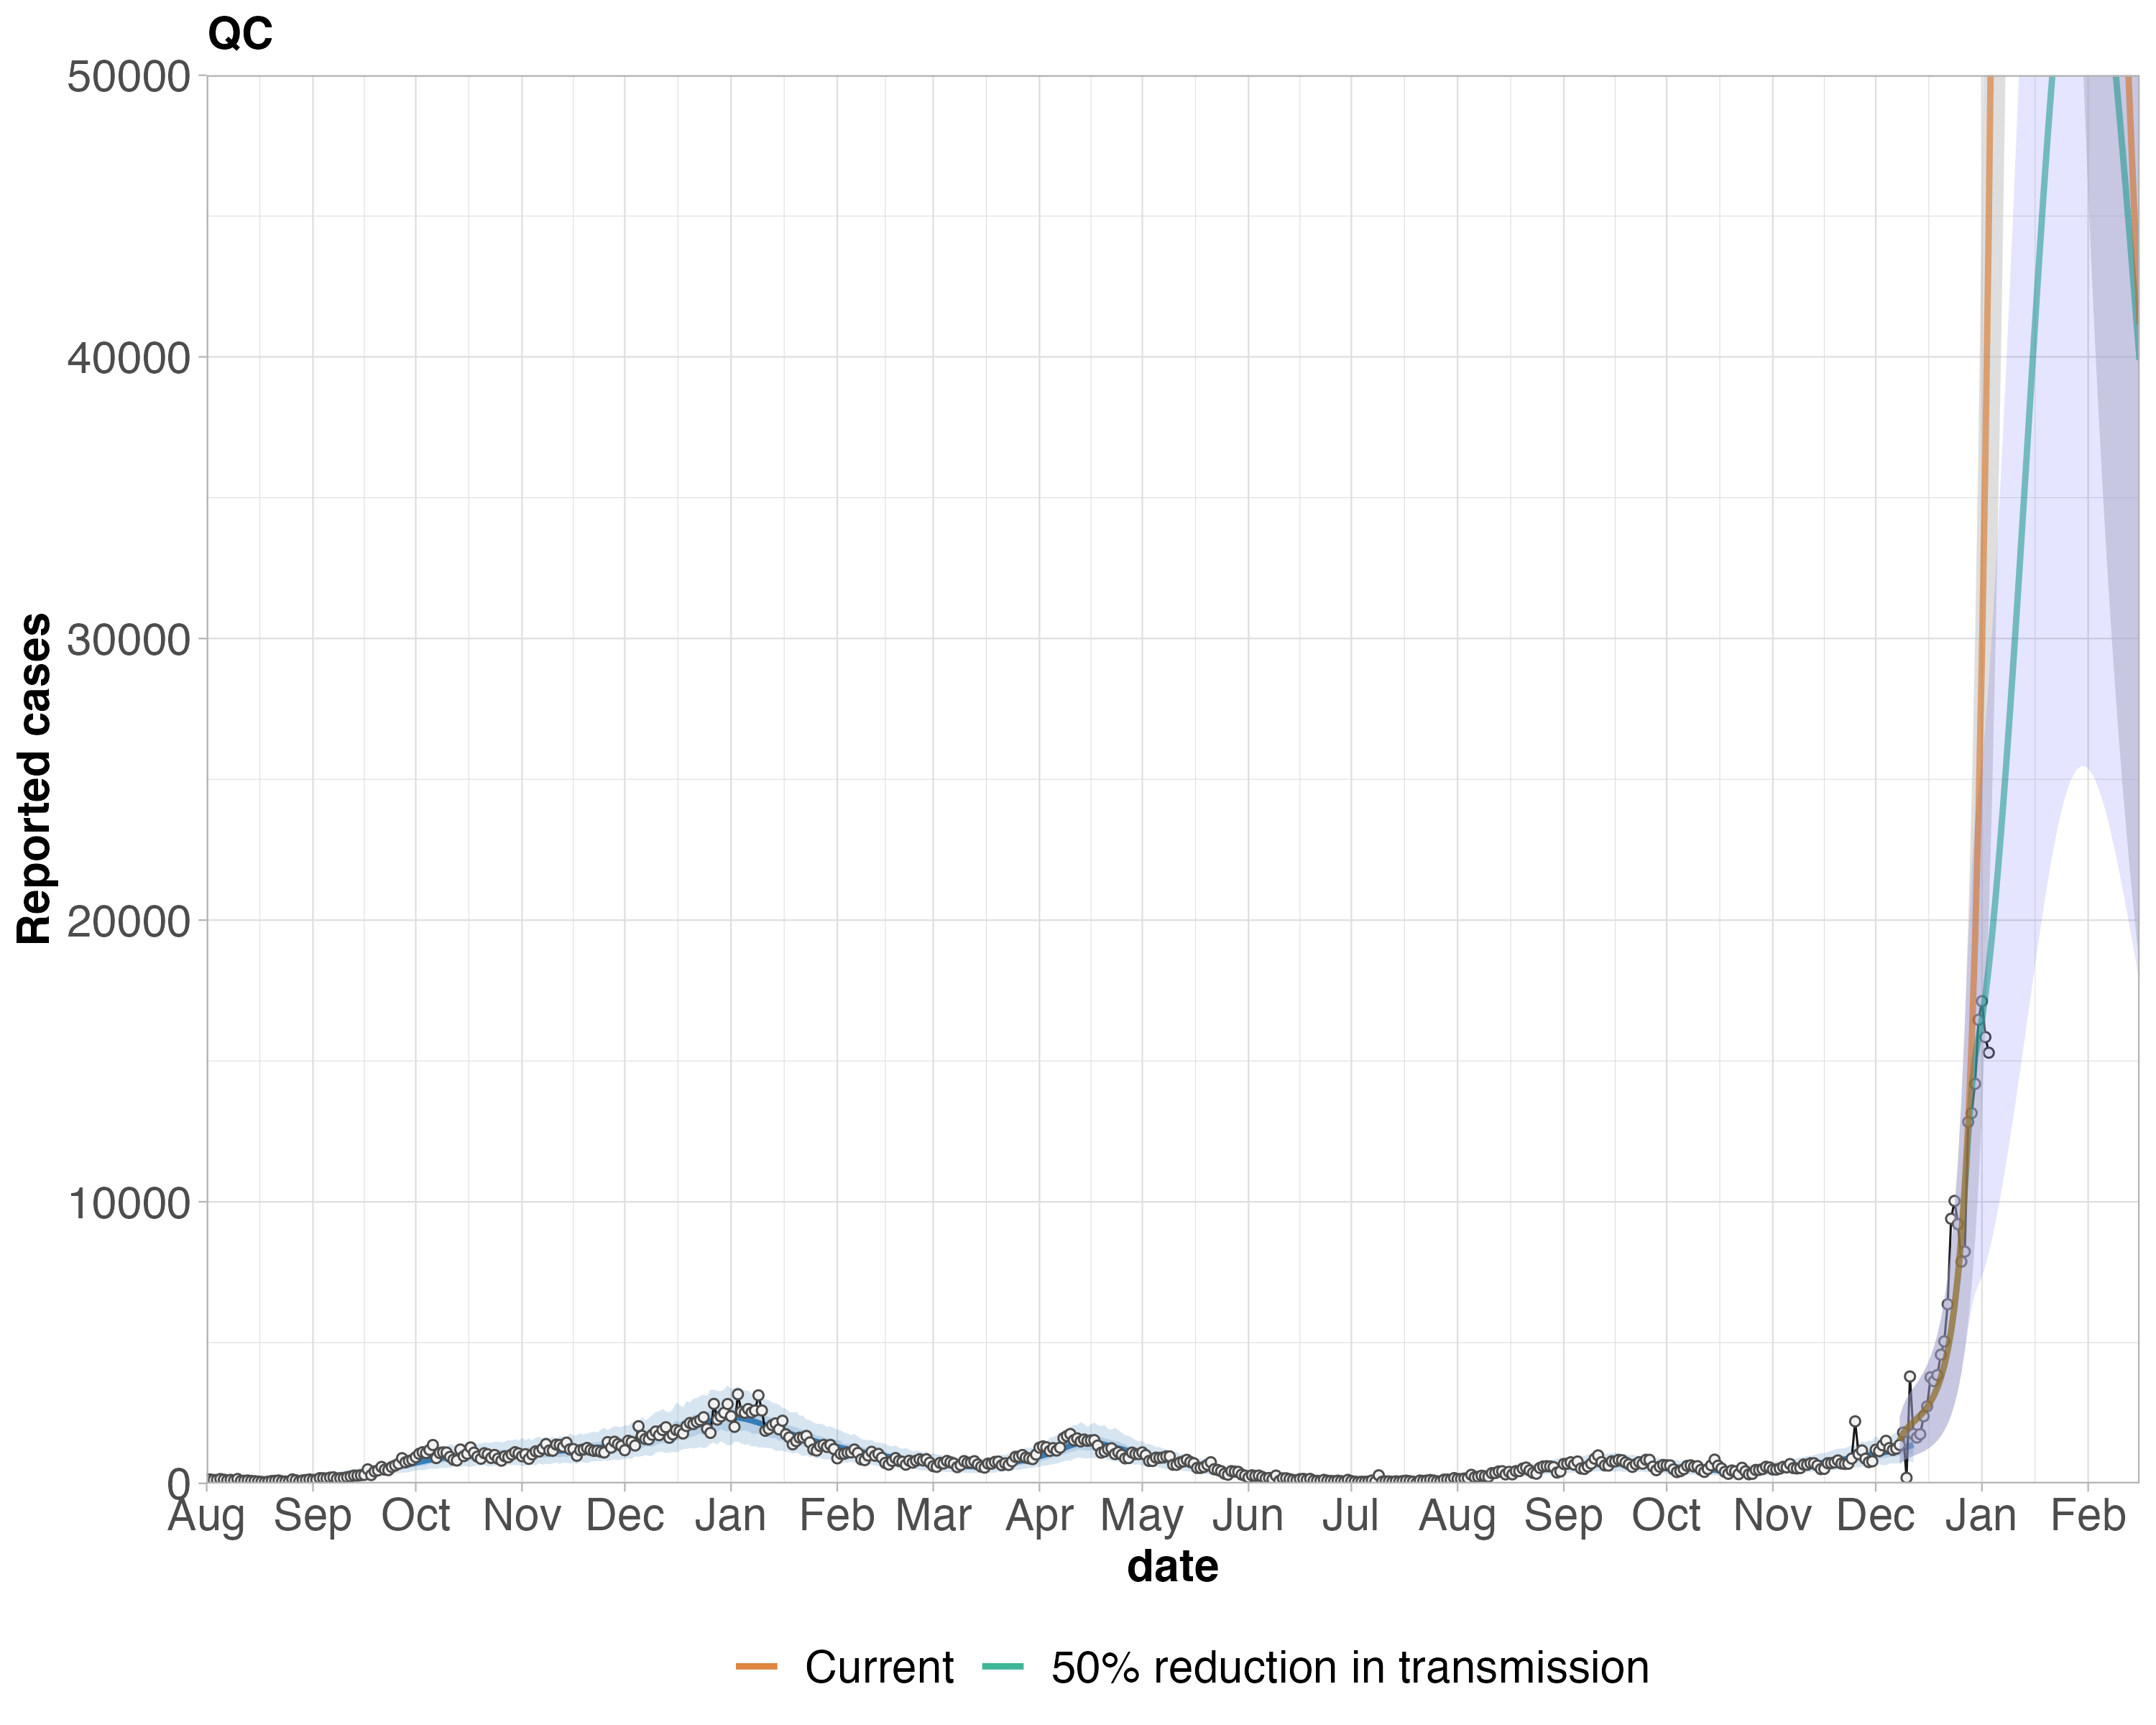 QC
50000
40000
30000
20000
10000
0
Reported cases
Aug Sep Oct Nov Dec Jan Feb Mar Apr May Jun Jul Aug Sep Oct Nov Dec Jan Feb
date
Current 50% reduction in transmission